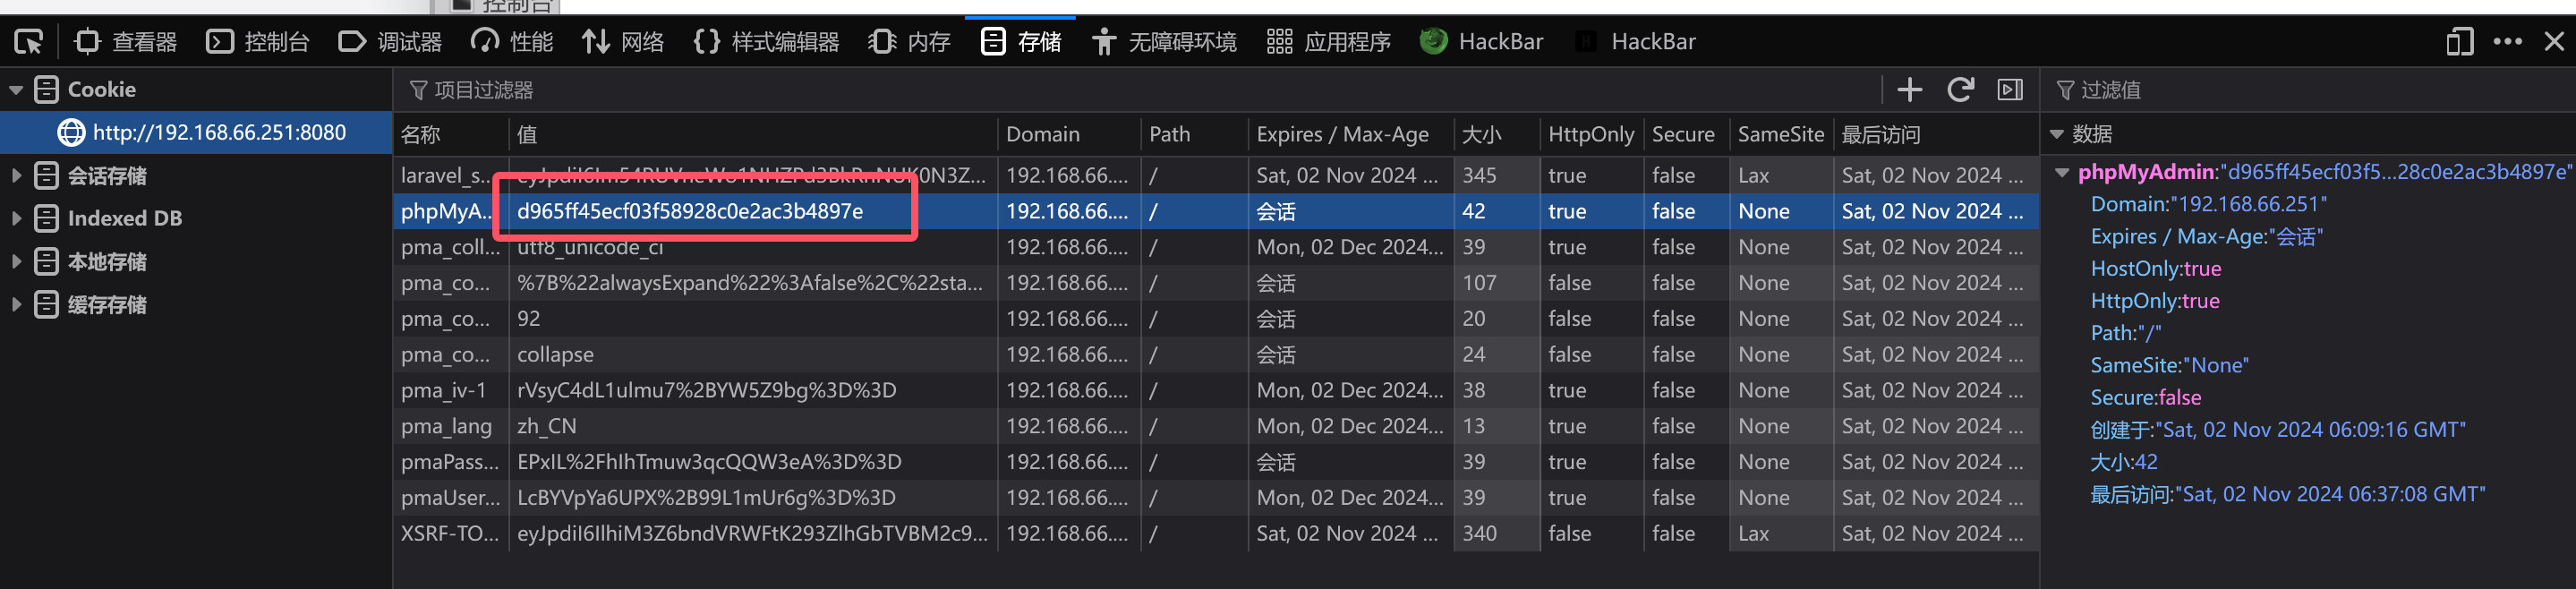 控制台
查看器 控制台 调试器 性能 网络 {} 样式编辑器 内存 存储 无障碍环境 应用程序 HackBar HackBar
Cookie 项目过滤器 过滤值
http://192.168.66.251:8080 名称 值 Domain Path Expires / Max-Age 大小 HttpOnly Secure SameSite 最后访问 数据
会话存储 laravel_s... 192.168.66.... / Sat, 02 Nov 2024 ... 345 true false Lax Sat, 02 Nov 2024 ... phpMyAdmin:"d965ff45ecf03f5...28c0e2ac3b4897e"
Indexed DB phpMyA... d965ff45ecf03f58928c0e2ac3b4897e 192.168.66.... / 会话 42 true false None Sat, 02 Nov 2024 ... Domain:"192.168.66.251"
本地存储 pma_coll... utf8_unicode_ci 192.168.66.... / Mon, 02 Dec 2024... 39 true false None Sat, 02 Nov 2024 ... Expires / Max-Age:"会话"
缓存存储 pma_co... %7B%22alwaysExpand%22%3Afalse%2C%22sta... 192.168.66.... / 会话 107 false false None Sat, 02 Nov 2024 ... HostOnly:true
HttpOnly:true
pma_co... 92 192.168.66.... / 会话 20 false false None Sat, 02 Nov 2024 ... Path:"/"
pma_co... collapse 192.168.66.... / 会话 24 false false None Sat, 02 Nov 2024 ... SameSite:"None"
pma_iv-1 rVsyC4dL1ulmu7%2BYW5Z9bg%3D%3D 192.168.66.... / Mon, 02 Dec 2024... 38 true false None Sat, 02 Nov 2024 ... Secure:false
pma_lang zh_CN 192.168.66.... / Mon, 02 Dec 2024... 13 true false None Sat, 02 Nov 2024 ... 创建于:"Sat, 02 Nov 2024 06:09:16 GMT"
pmaPass... EPxIL%2FhIhTmuw3qcQQW3eA%3D%3D 192.168.66.... / 会话 39 true false None Sat, 02 Nov 2024 ... 大小:42
pmaUser... LcBYVpYa6UPX%2B99L1mUr6g%3D%3D 192.168.66.... / Mon, 02 Dec 2024... 39 true false None Sat, 02 Nov 2024 ... 最后访问:"Sat, 02 Nov 2024 06:37:08 GMT"
XSRF-TO... eyJpdiI6IlhiM3Z6bndVRWFtK293ZlhGbTVBM2c9... 192.168.66.... / Sat, 02 Nov 2024 ... 340 false false Lax Sat, 02 Nov 2024 ...